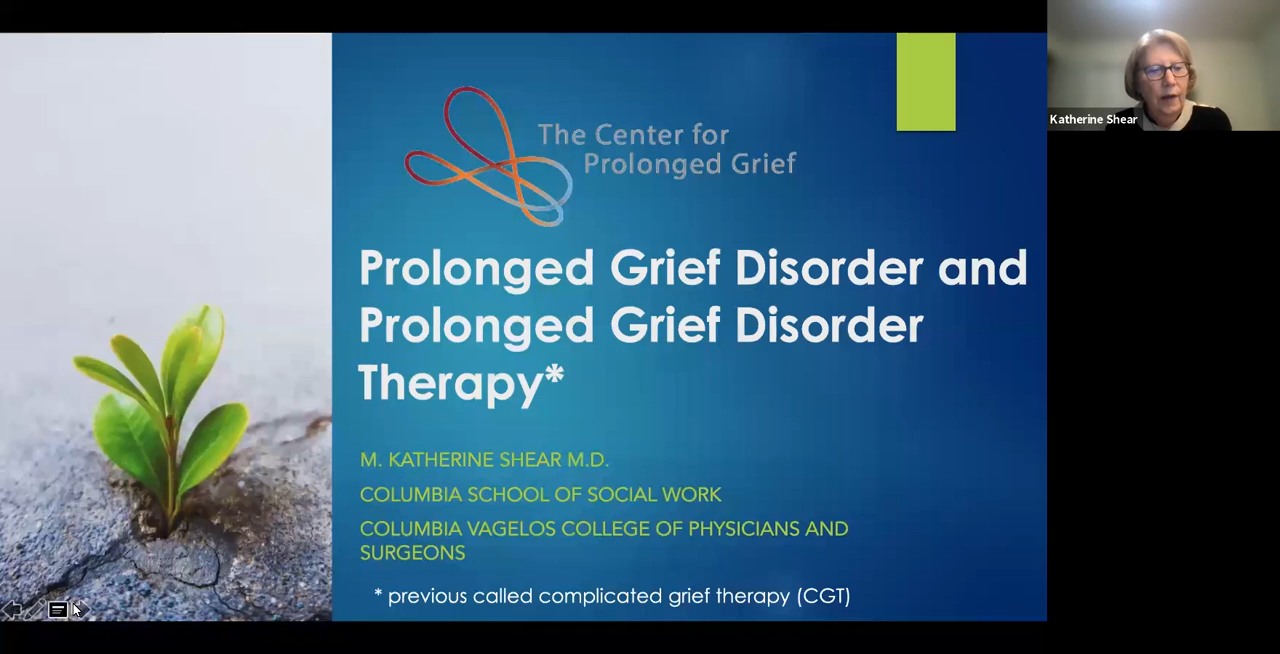 The Center for
Prolonged Grief
Katherine Shear
Prolonged Grief Disorder and
Prolonged Grief Disorder
Therapy*
M. KATHERINE SHEAR M.D.
COLUMBIA SCHOOL OF SOCIAL WORK
COLUMBIA VAGELOS COLLEGE OF PHYSICIANS AND
SURGEONS
* previous called complicated grief therapy (CGT)